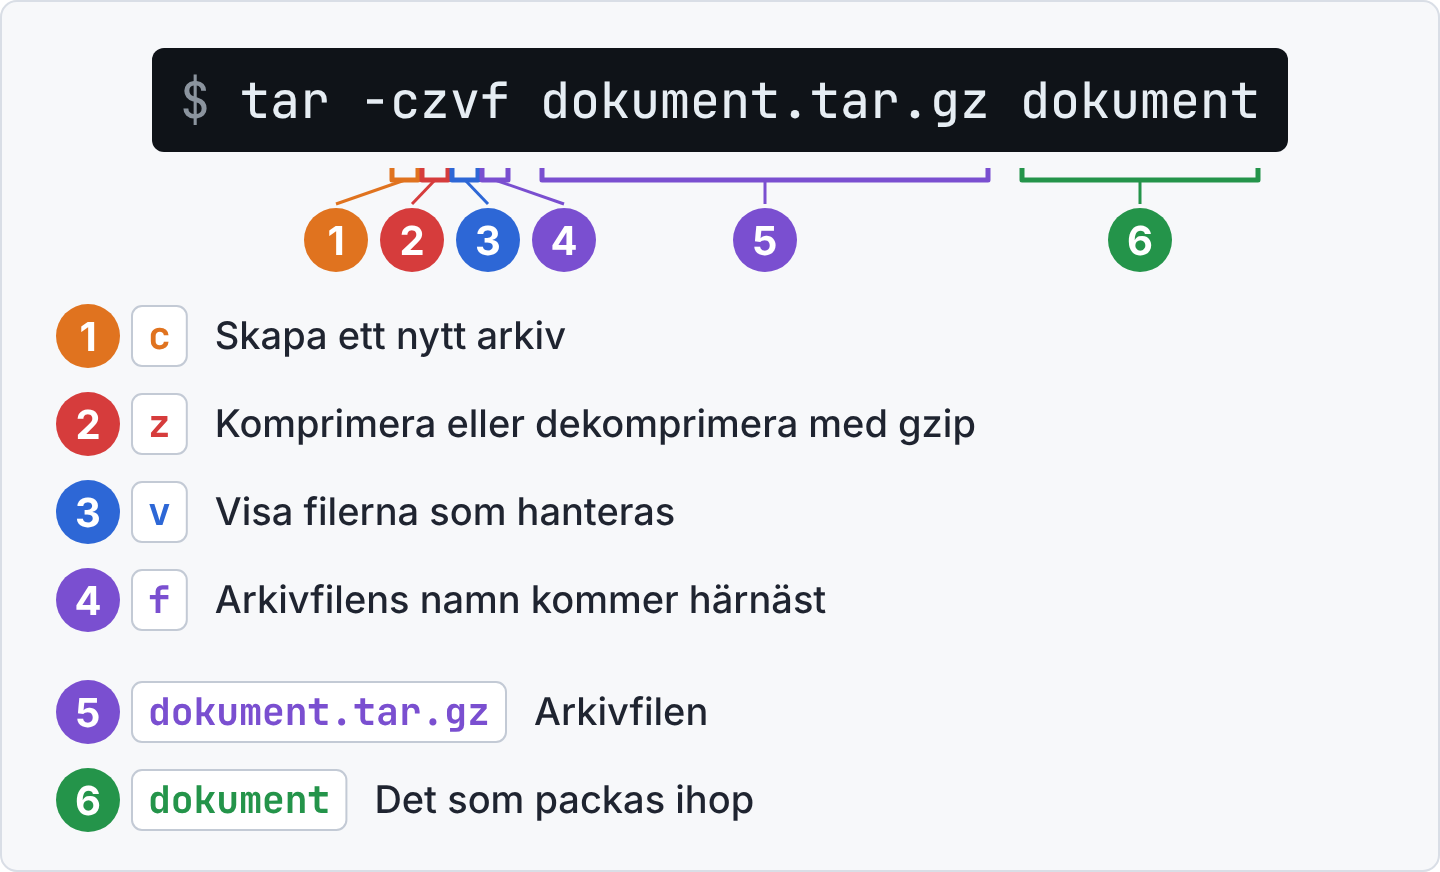 $ tar -czvf dokument.tar.gz dokument
1 2 3 4 5 6
1 c Skapa ett nytt arkiv
2 z Komprimera eller dekomprimera med gzip
3 v Visa filerna som hanteras
4 f Arkivfilens namn kommer härnäst
5 dokument.tar.gz Arkivfilen
6 dokument Det som packas ihop